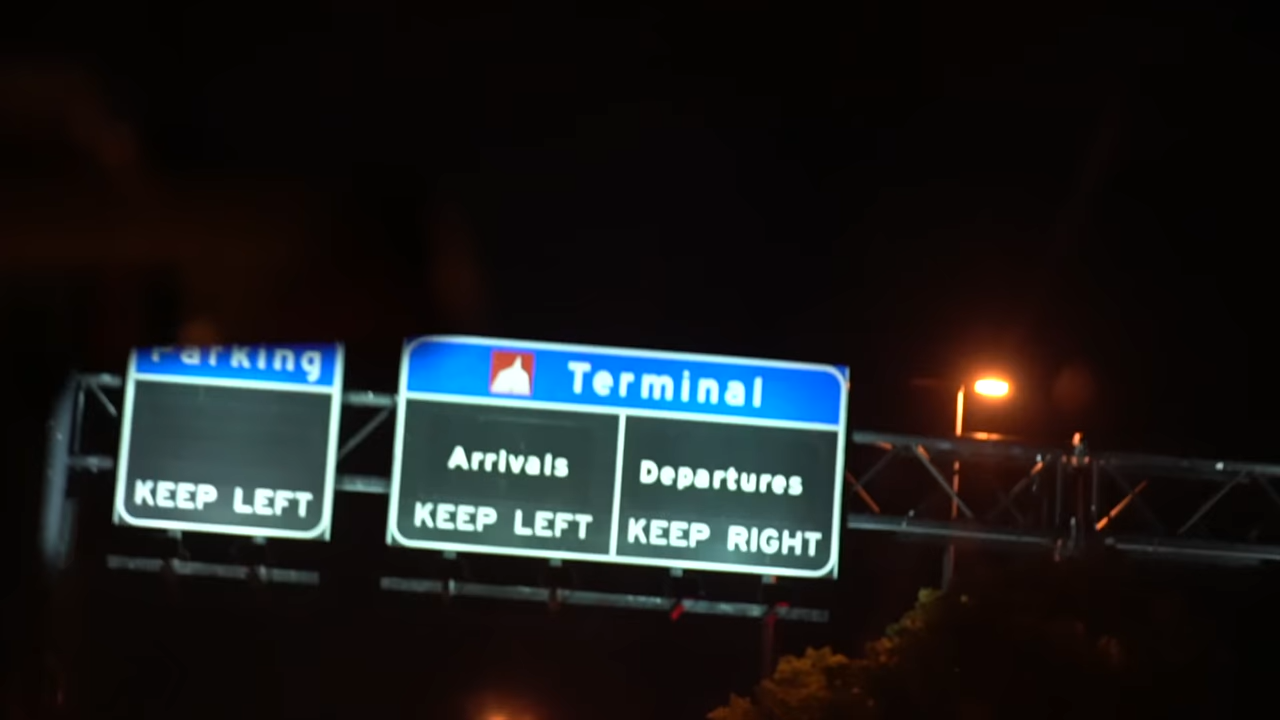 Parking
KEEP LEFT
Terminal
Arrivals
KEEP LEFT
Departures
KEEP RIGHT